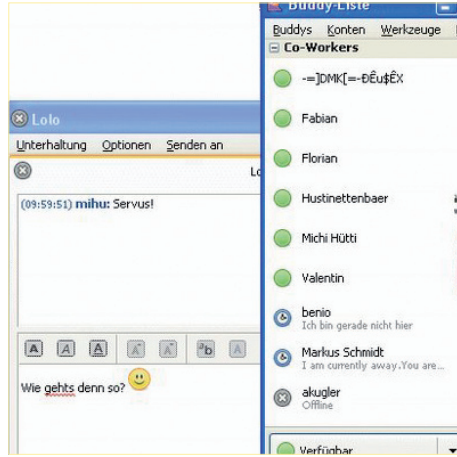 Buddy-Liste
Buddys Konten Werkzeuge
Co-Workers
-=]DMK[=-ÐÊu$ÊX
Fabian
Florian
Hustinettenbaer
Michi Hütti
Valentin
benio
Ich bin gerade nicht hier
Markus Schmidt
I am currently away.You are...
akugler
Offline
Verfügbar
Lolo
Unterhaltung Optionen Senden an
(09:59:51) mihu: Servus!
A A A A A ab A
Wie gehts denn so?